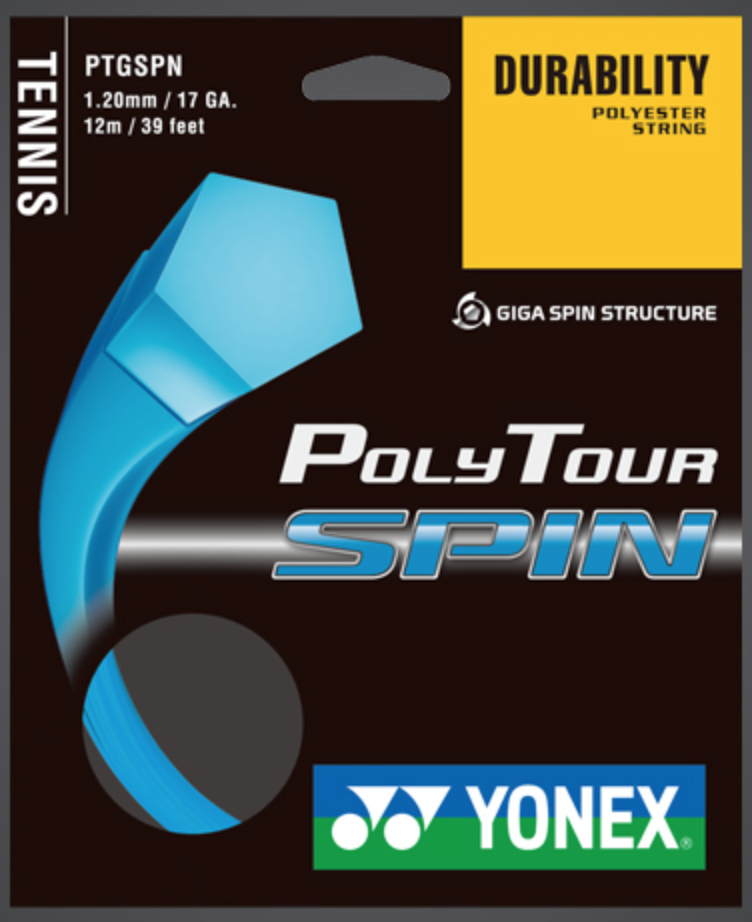 TENNIS
PTGSPN
1.20mm / 17 GA.
12m / 39 feet
DURABILITY
POLYESTER
STRING
GIGA SPIN STRUCTURE
POLYTOUR
SPIN
YONEX®